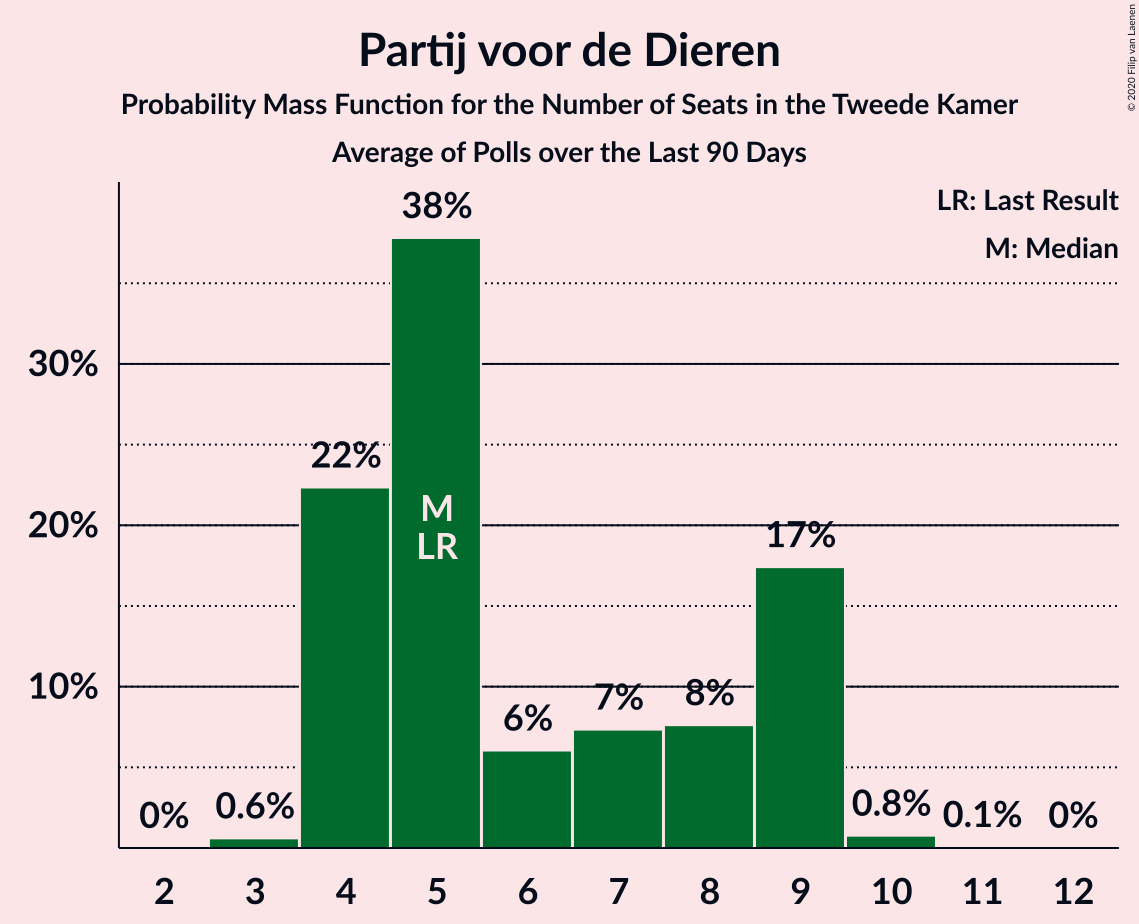 Partij voor de Dieren
Probability Mass Function for the Number of Seats in the Tweede Kamer
Average of Polls over the Last 90 Days
© 2020 Filip van Laenen
LR: Last Result
M: Median
30%
20%
10%
0%
0.6%
22%
38%
M
LR
6%
7%
8%
17%
0.8%
0.1%
0%
2 3 4 5 6 7 8 9 10 11 12